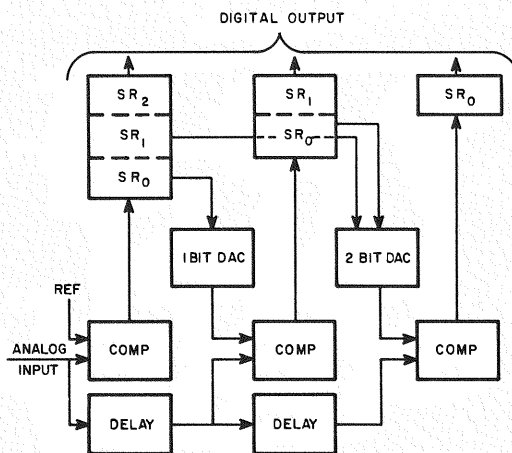 DIGITAL OUTPUT
SR2
SR1
SR0
SR1
SR0
SR0
1 BIT DAC
2 BIT DAC
REF
ANALOG
INPUT
COMP
COMP
COMP
DELAY
DELAY